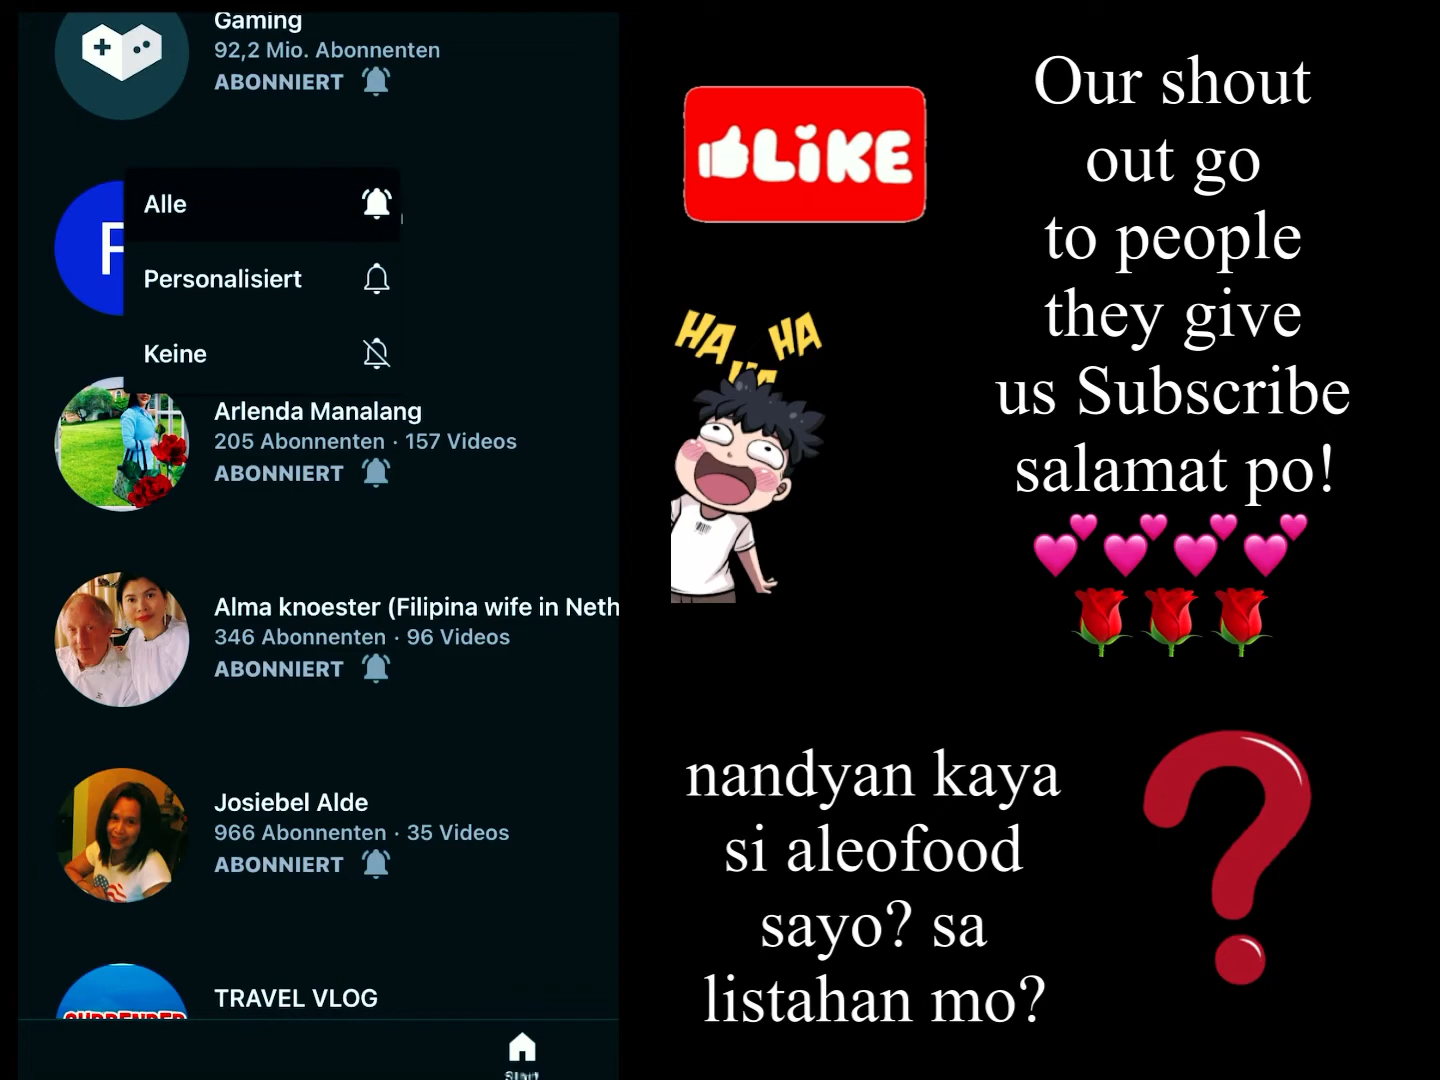 Gaming
92,2 Mio. Abonnenten
ABONNIERT
Alle
Personalisiert
Keine
Arlenda Manalang
205 Abonnenten · 157 Videos
ABONNIERT
Alma knoester (Filipina wife in Neth
346 Abonnenten · 96 Videos
ABONNIERT
Josiebel Alde
966 Abonnenten · 35 Videos
ABONNIERT
TRAVEL VLOG
SURRENDER
Start
LiKE
HA HA
HA
Our shout
out go
to people
they give
us Subscribe
salamat po!
nandyan kaya
si aleofood
sayo? sa
listahan mo?